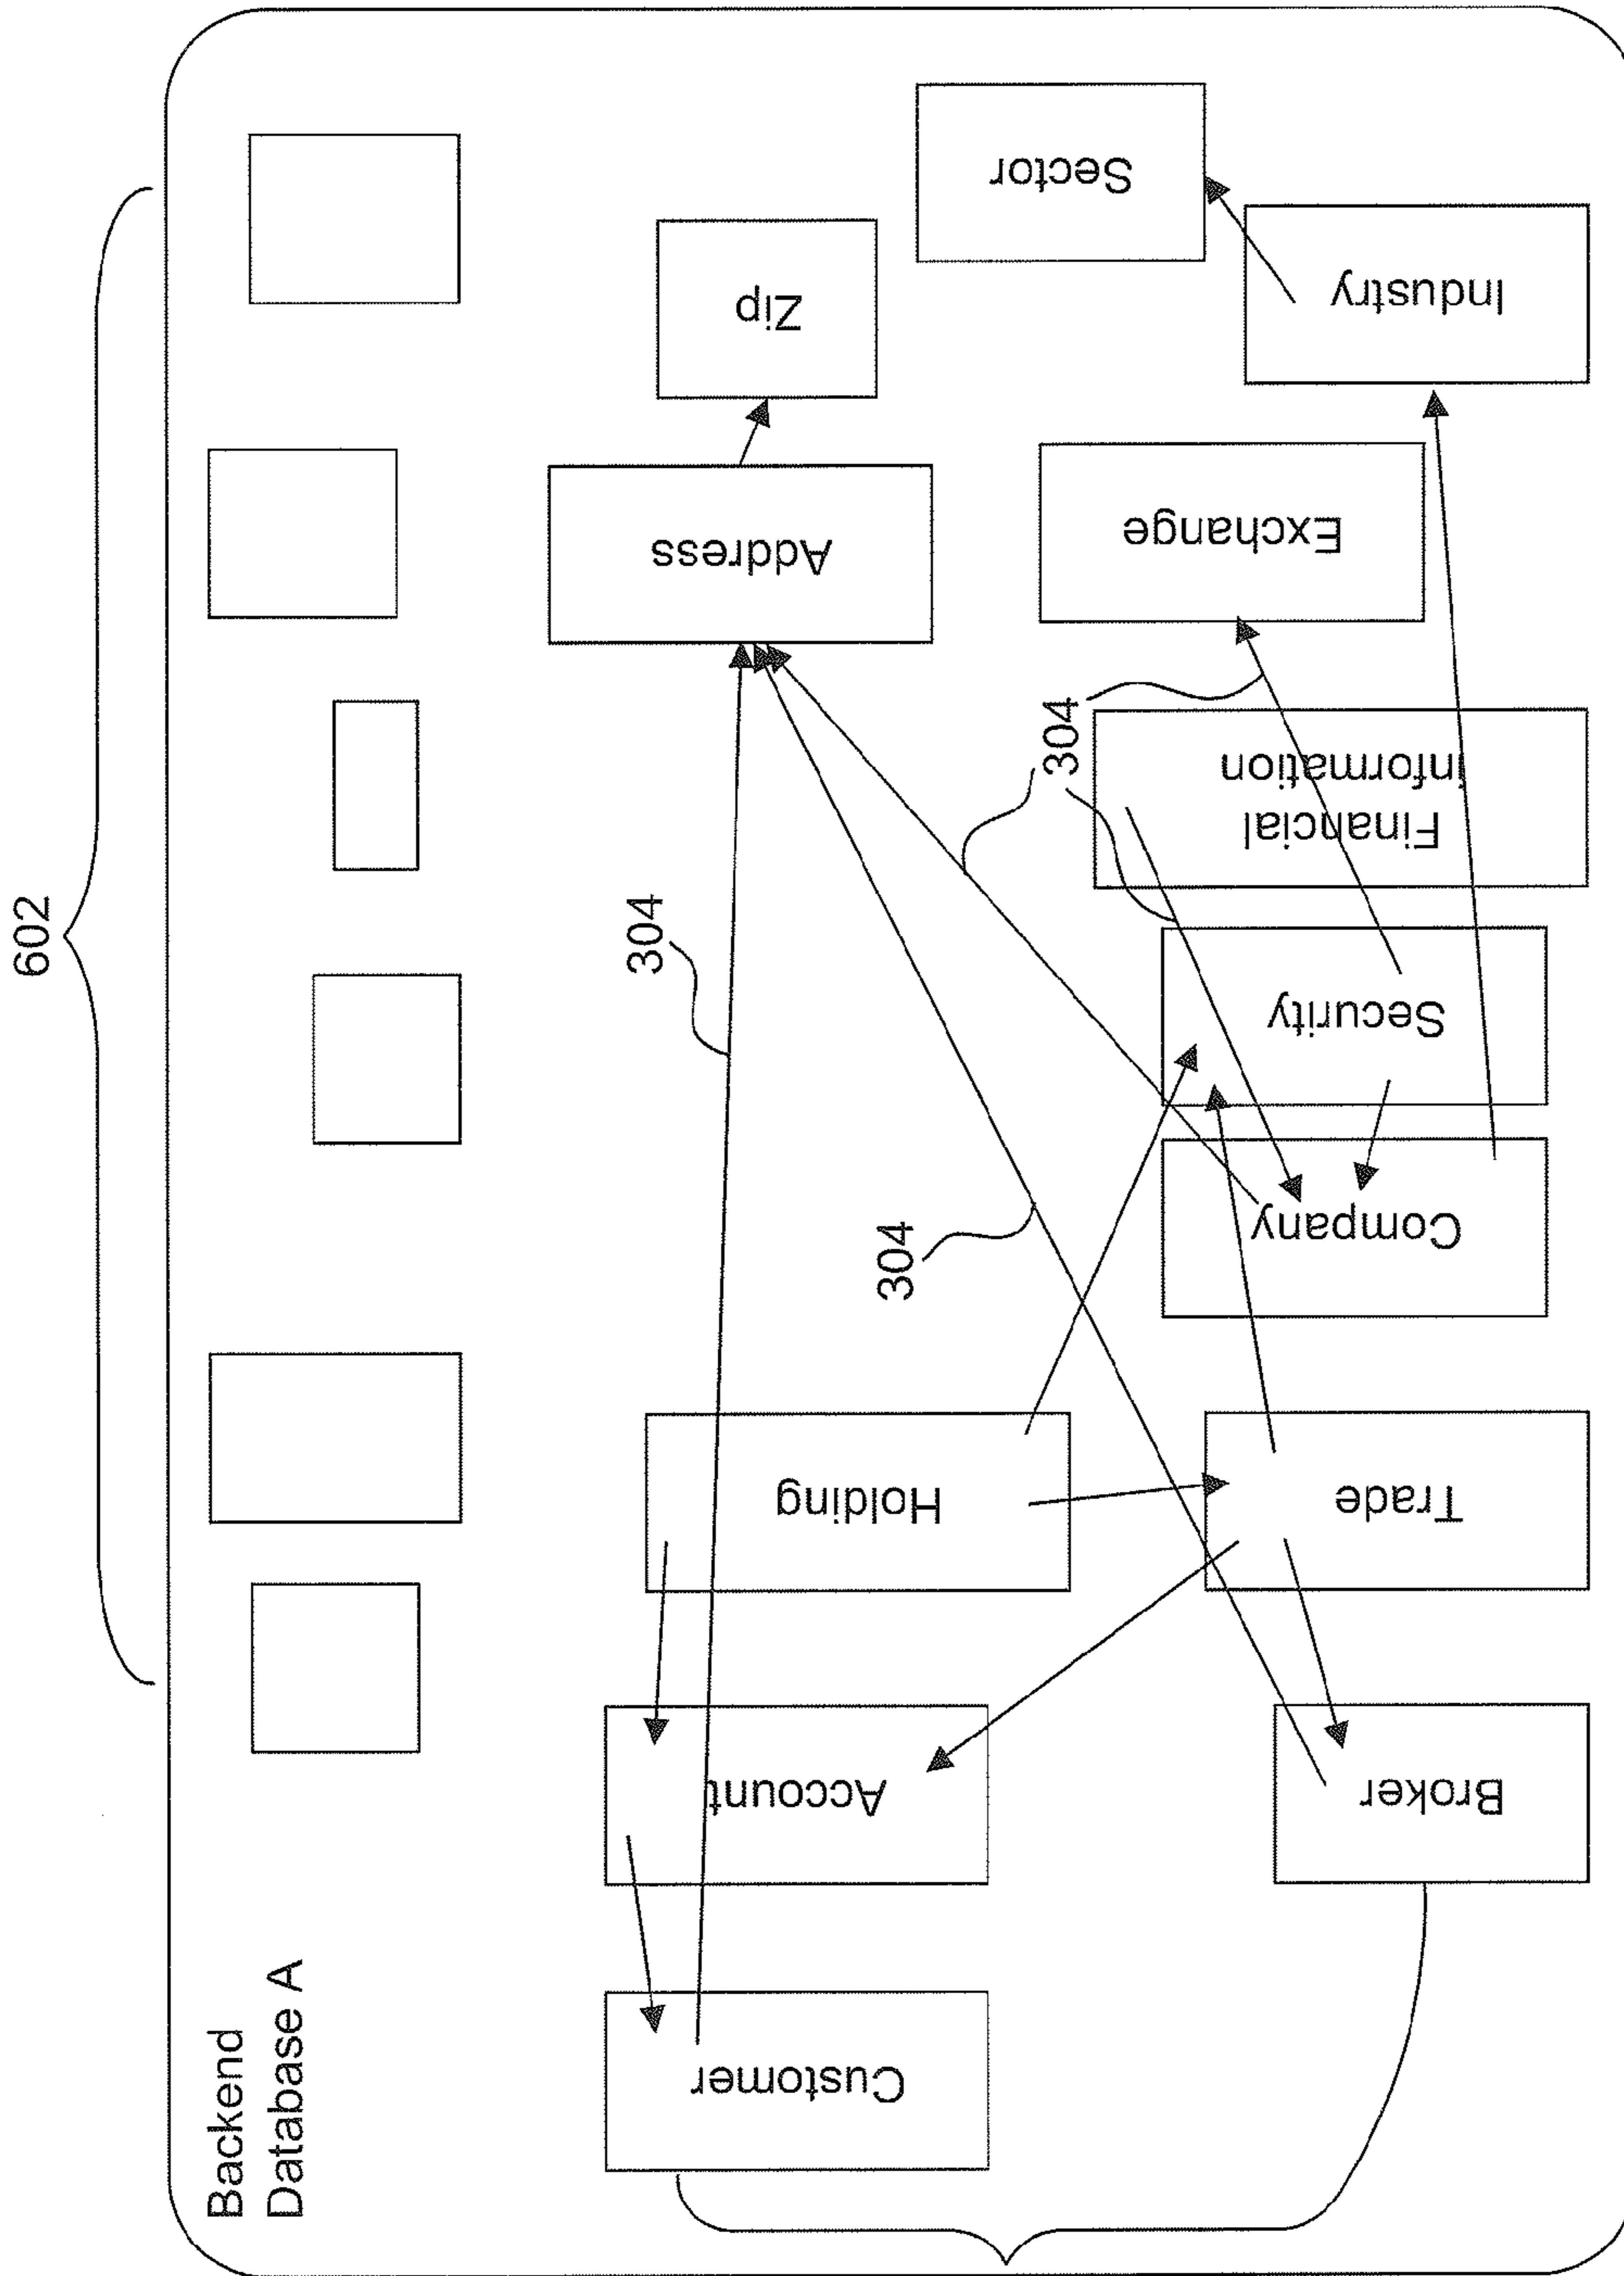 602
Backend
Database A
304
304
304
Customer
Account
Holding
Address
Zip
Broker
Trade
Company
Security
Financial
Information
Exchange
Industry
Sector